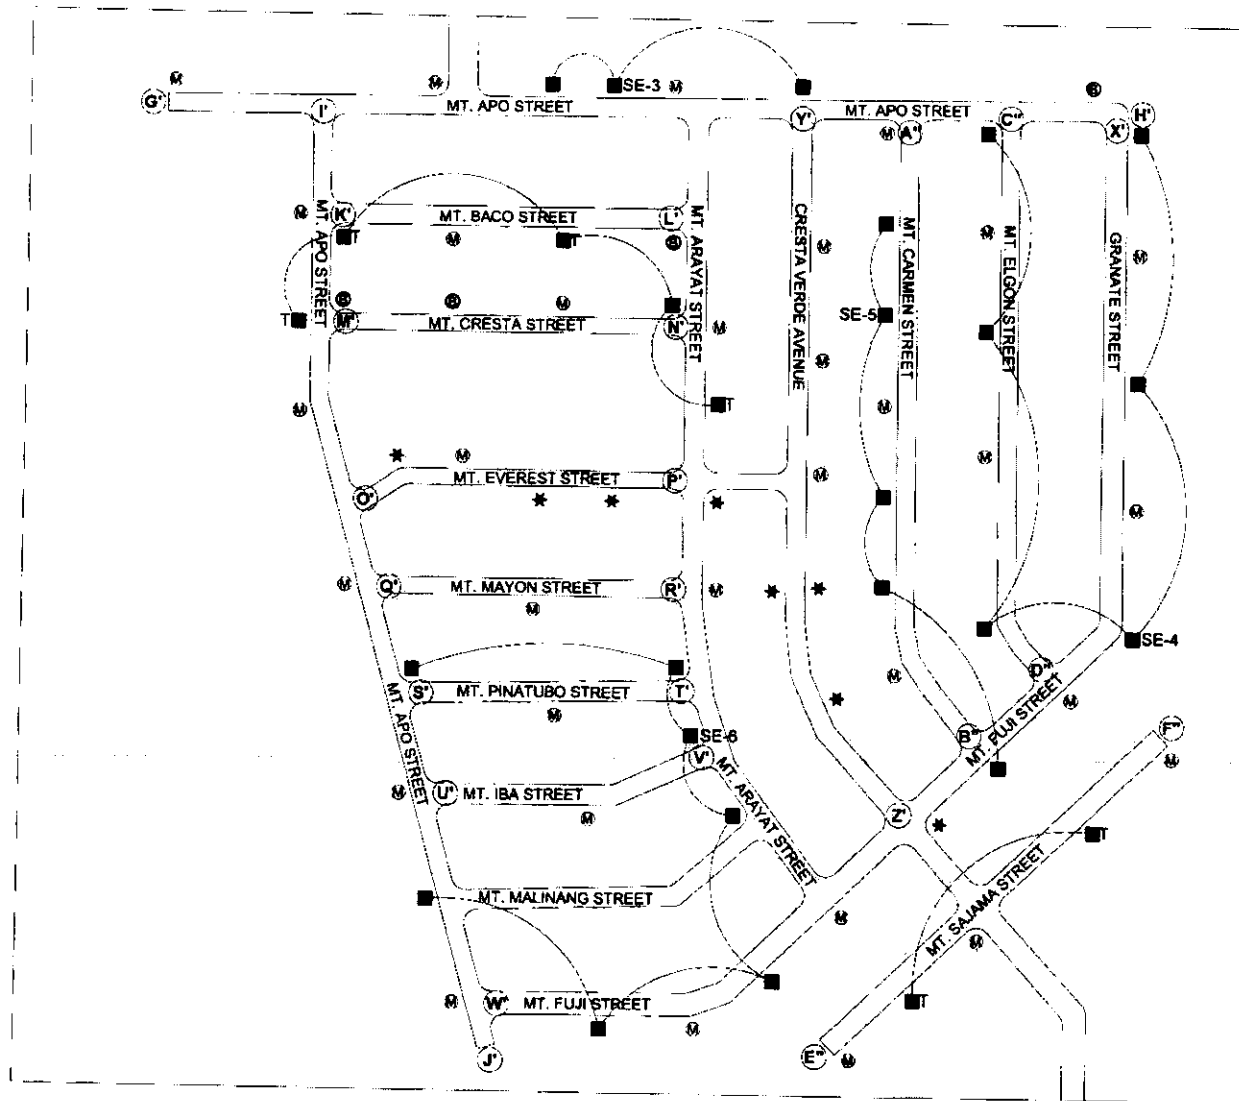 M
M
SE-3
M
G'
I'
MT. APO STREET
Y'
MT. APO STREET
M
A"
C"
X'
H'
M
K'
MT. BACO STREET
L'
T
M
T
MT. APO STREET
MT. ARAYAT STREET
CRESTA VERDE AVENUE
M
MT. CARMEN STREET
M
MT. ELGON STREET
GRANATE STREET
M
T
M'
MT. CRESTA STREET
M
N'
M
SE-5
M
M
T
M
M
MT. EVEREST STREET
M
M
O'
P'
M
M
Q'
MT. MAYON STREET
R'
M
M
SE-4
S'
MT. PINATUBO STREET
T'
M
D"
M
MT. APO STREET
M
SE-6
V'
B"
MT. FUJI STREET
F"
M
M
U'
MT. IBA STREET
M
MT. ARAYAT STREET
Z'
T
MT. MALINANG STREET
M
MT. SAJAMA STREET
M
M
W'
MT. FUJI STREET
M
T
J'
E"
M